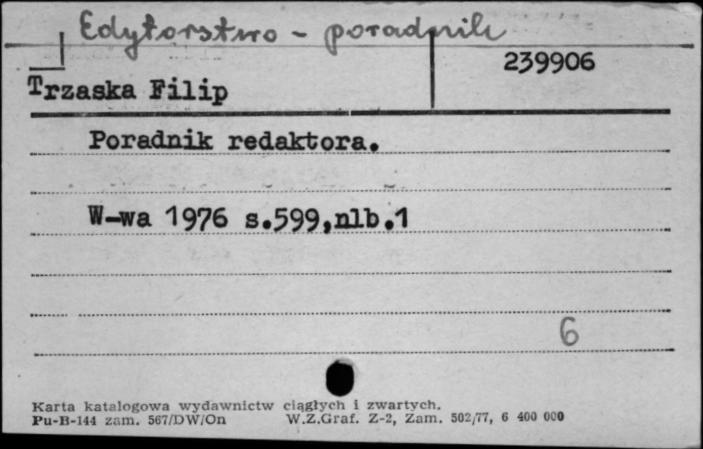 Edytorstwo - poradnik
239906
Trzaska Filip
Poradnik redaktora.
W-wa 1976 s.599,nlb.1
6
Karta katalogowa wydawnictw ciągłych i zwartych.
Pu-B-144 zam. 567/DW/On W.Z.Graf. Z-2, Zam. 502/77, 6 400 000